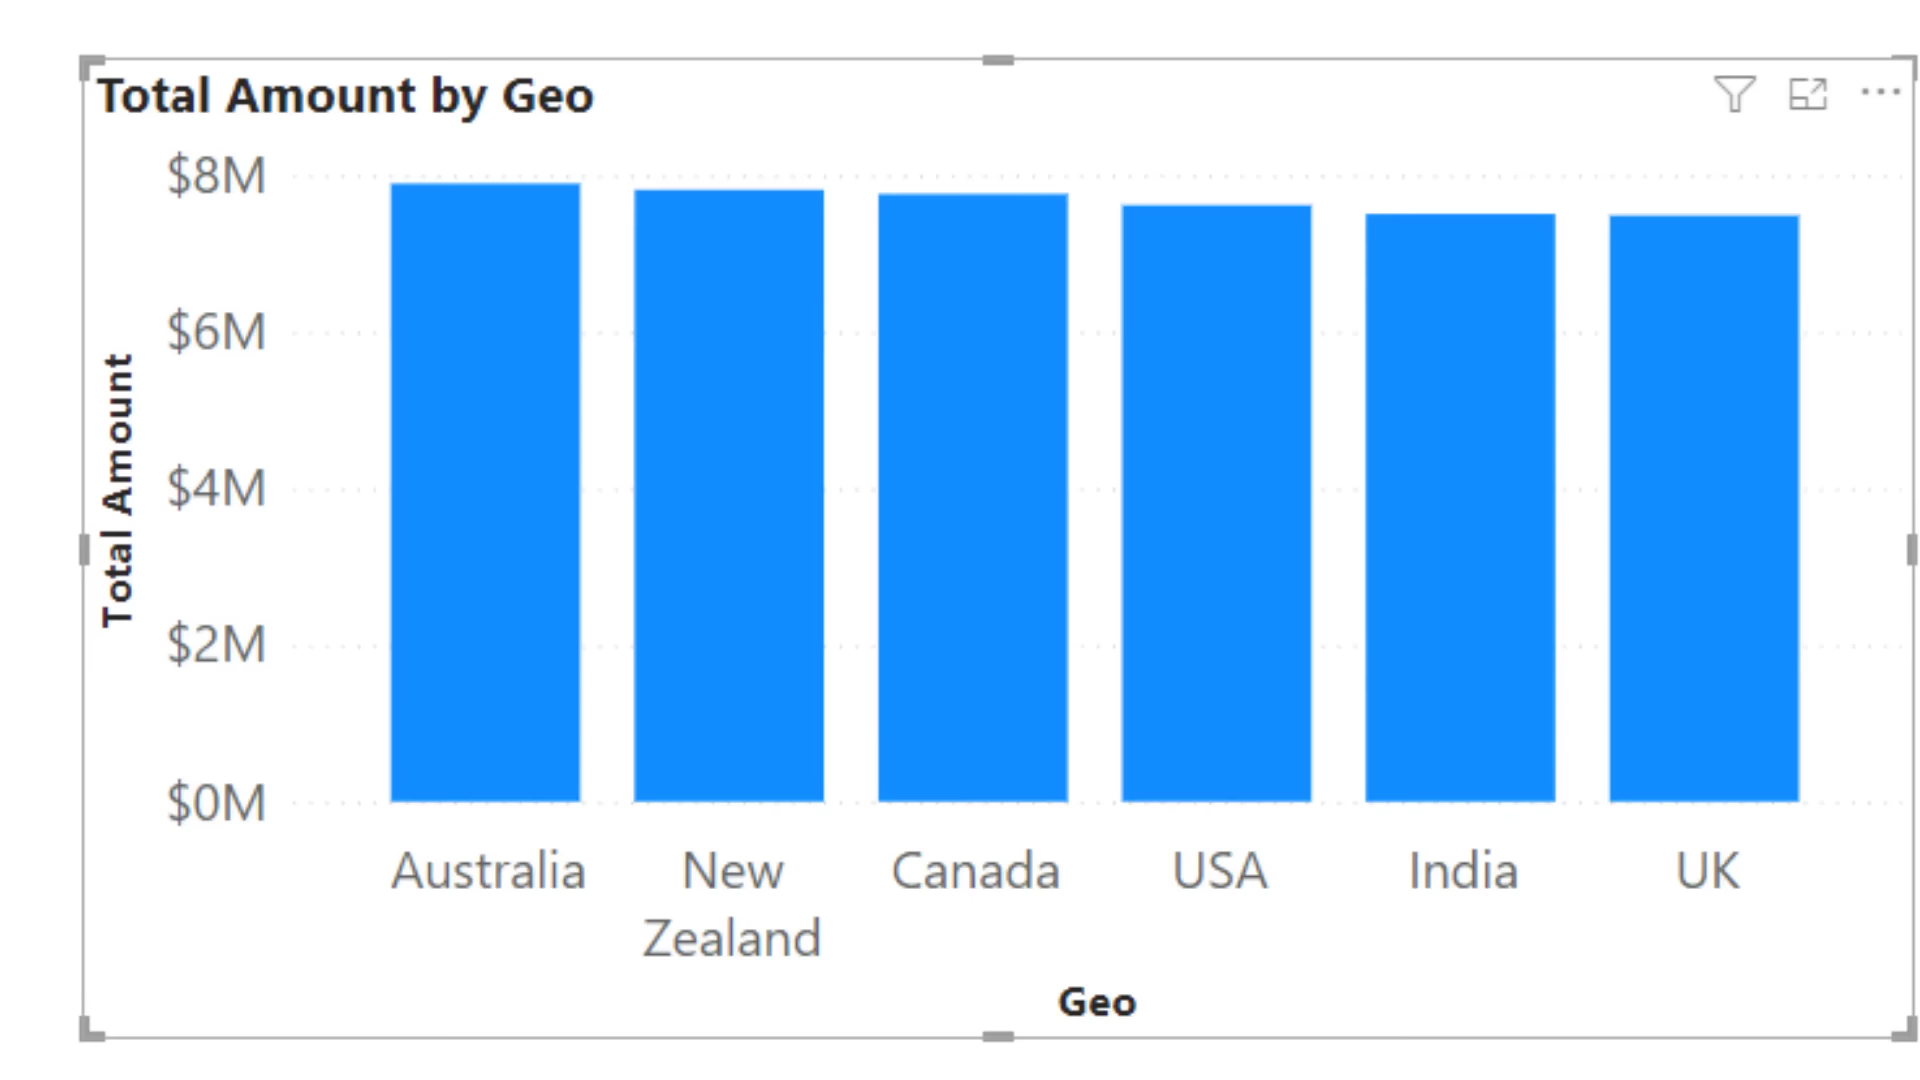 Total Amount by Geo
$8M
$6M
$4M
$2M
$0M
Total Amount
Australia
New
Zealand
Canada
USA
India
UK
Geo